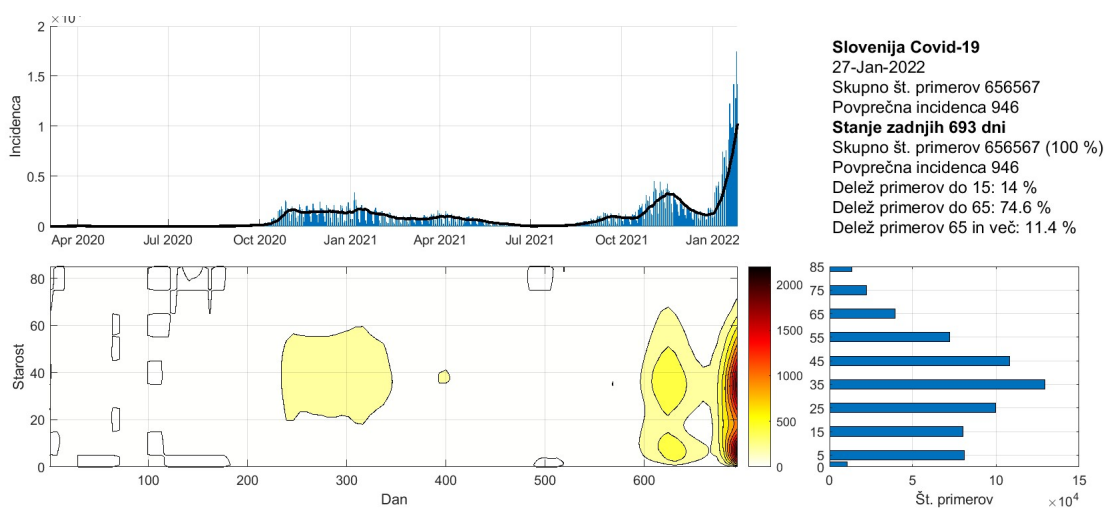 2
1.5
1
0.5
0
Incidenca
Apr 2020 Jul 2020 Oct 2020 Jan 2021 Apr 2021 Jul 2021 Oct 2021 Jan 2022
Slovenija Covid-19
27-Jan-2022
Skupno št. primerov 656567
Povprečna incidenca 946
Stanje zadnjih 693 dni
Skupno št. primerov 656567 (100 %)
Povprečna incidenca 946
Delež primerov do 15: 14 %
Delež primerov do 65: 74.6 %
Delež primerov 65 in več: 11.4 %
80
60
40
20
0
Starost
100 200 300 400 500 600
Dan
2000
1500
1000
500
0
85
75
65
55
45
35
25
15
5
0
0 5 10 15
Št. primerov
×10⁴